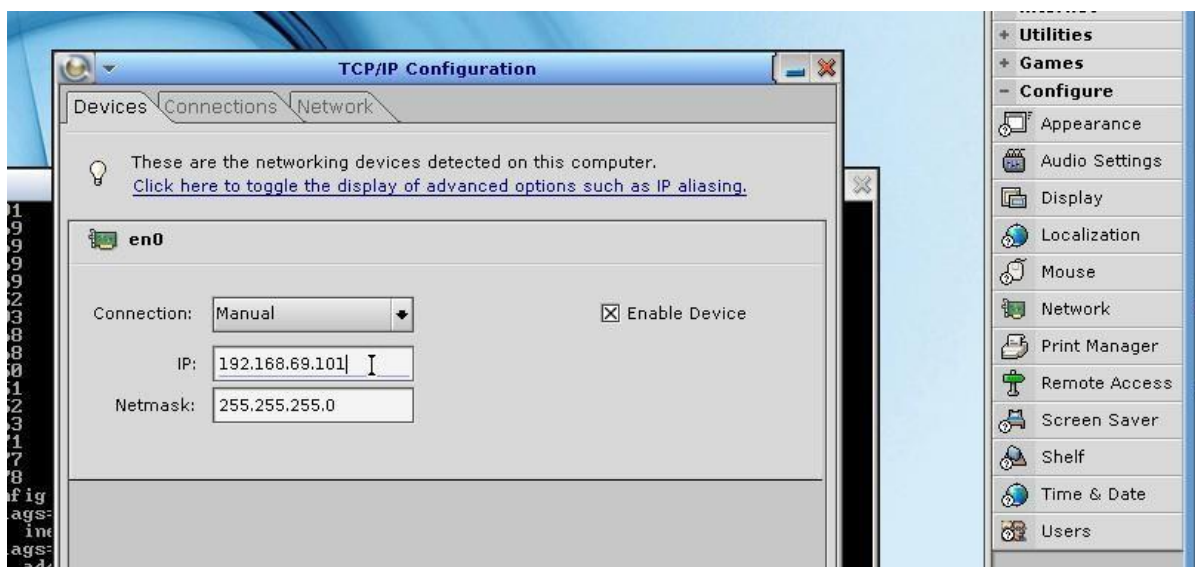 TCP/IP Configuration
Devices
Connections
Network
These are the networking devices detected on this computer.
Click here to toggle the display of advanced options such as IP aliasing.
en0
Connection:
Manual
Enable Device
IP:
192.168.69.101
Netmask:
255.255.255.0
+ Utilities
+ Games
- Configure
Appearance
Audio Settings
Display
Localization
Mouse
Network
Print Manager
Remote Access
Screen Saver
Shelf
Time & Date
Users